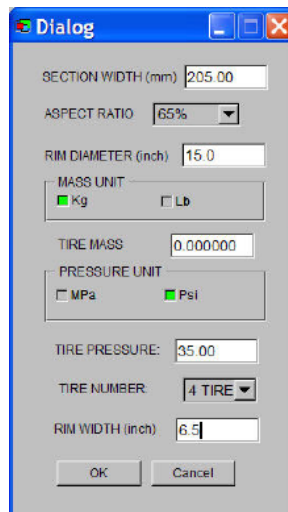 Dialog
SECTION WIDTH (mm) 205.00
ASPECT RATIO 65%
RIM DIAMETER (inch) 15.0
MASS UNIT
Kg Lb
TIRE MASS 0.000000
PRESSURE UNIT
MPa Psi
TIRE PRESSURE: 35.00
TIRE NUMBER: 4 TIRE
RIM WIDTH (inch) 6.5
OK Cancel